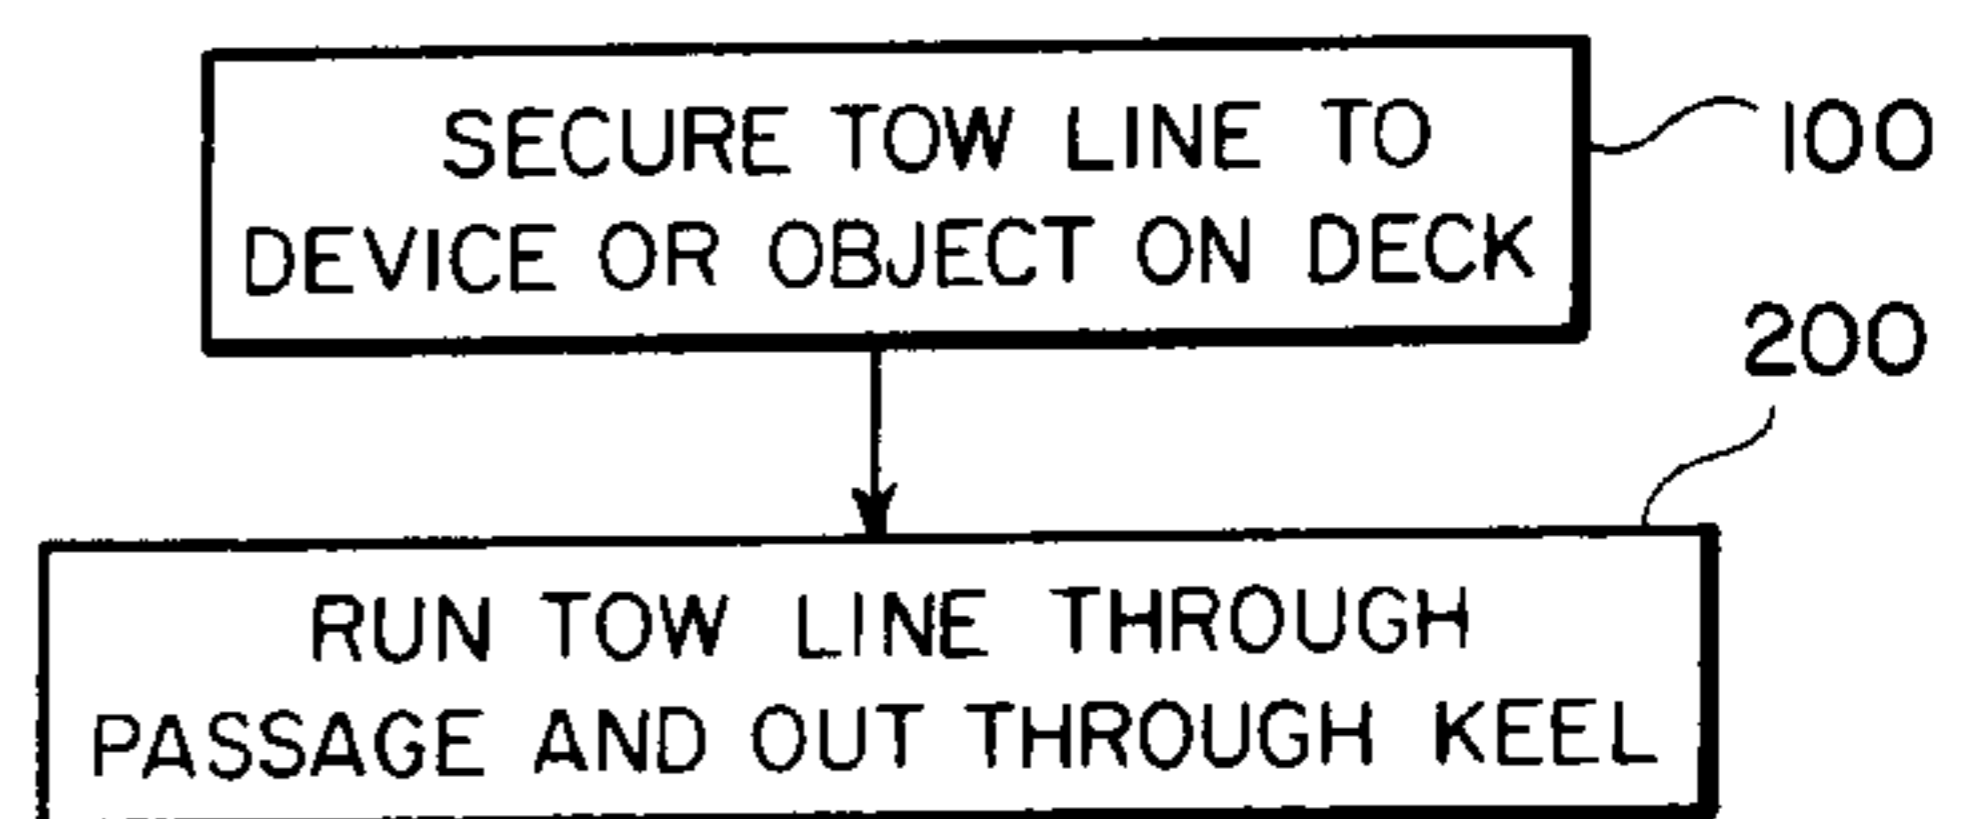 SECURE TOW LINE TO
DEVICE OR OBJECT ON DECK
100
200
RUN TOW LINE THROUGH
PASSAGE AND OUT THROUGH KEEL